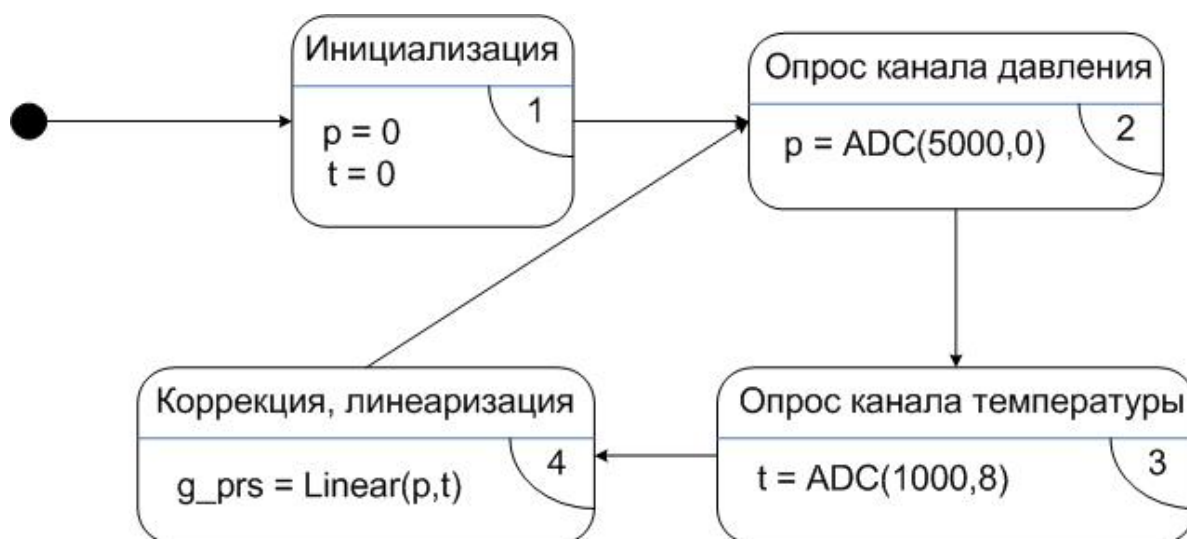 Инициализация
1
p = 0
t = 0
Опрос канала давления
2
p = ADC(5000,0)
Опрос канала температуры
3
t = ADC(1000,8)
Коррекция, линеаризация
4
g_prs = Linear(p,t)